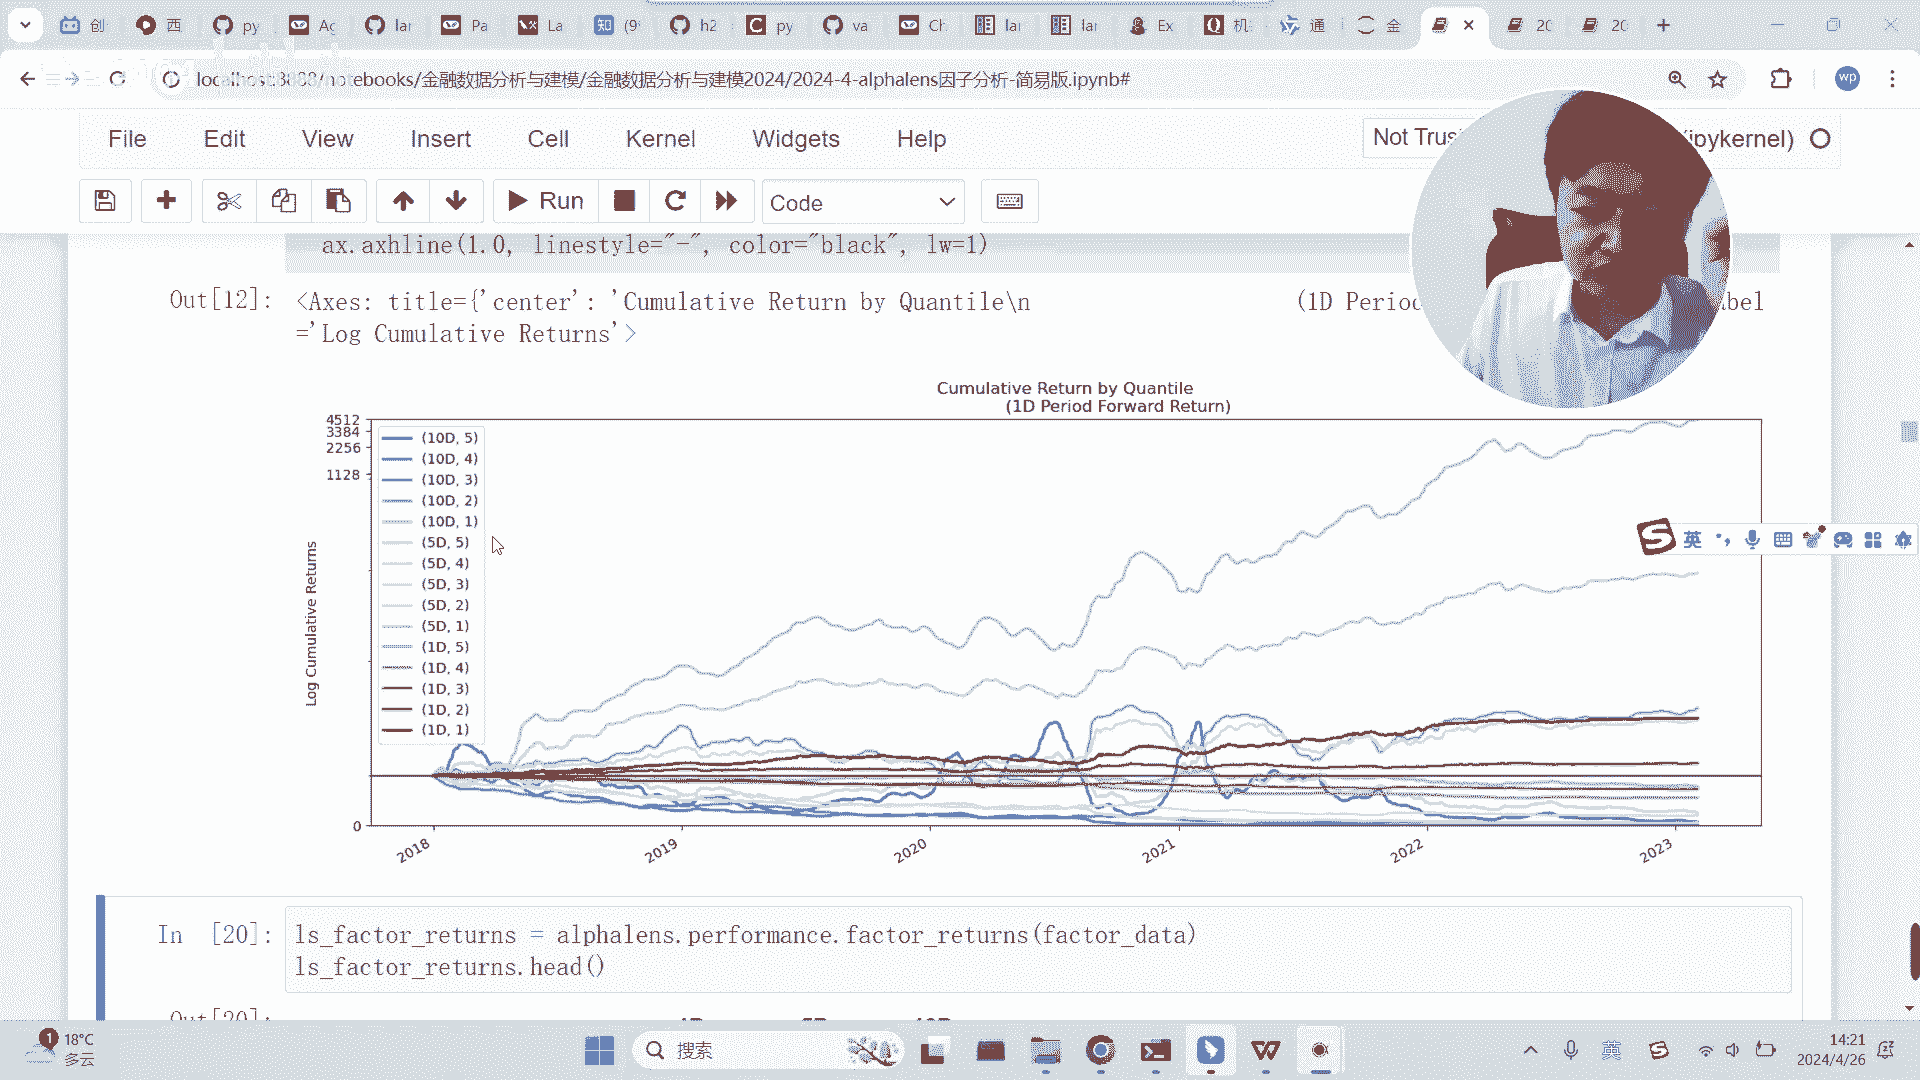 创 西 py Ag lar Pa La (9 h2 py va Ch lar lar Ex 机 通 金 20 20
localhost:8888/notebooks/金融数据分析与建模/金融数据分析与建模2024/2024-4-alphalens因子分析-简易版.ipynb#
wp
File Edit View Insert Cell Kernel Widgets Help Not Trus (ipykernel)
Run Code
ax.axhline(1.0, linestyle="-", color="black", lw=1)
Out[12]: <Axes: title={'center': 'Cumulative Return by Quantile\n (1D Period
='Log Cumulative Returns'>
Cumulative Return by Quantile
(1D Period Forward Return)
4512
3384
2256
1128
0
Log Cumulative Returns
(10D, 5)
(10D, 4)
(10D, 3)
(10D, 2)
(10D, 1)
(5D, 5)
(5D, 4)
(5D, 3)
(5D, 2)
(5D, 1)
(1D, 5)
(1D, 4)
(1D, 3)
(1D, 2)
(1D, 1)
2018 2019 2020 2021 2022 2023
英
In [20]: ls_factor_returns = alphalens.performance.factor_returns(factor_data)
ls_factor_returns.head()
Out[20]:
1 18°C
多云
搜索
英
14:21
2024/4/26